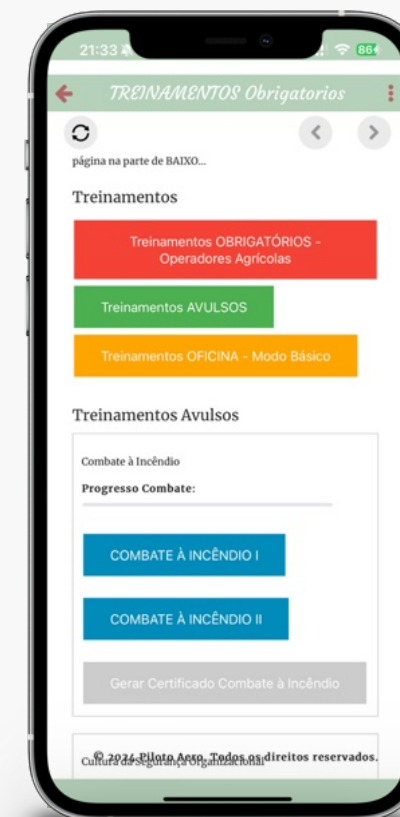 21:33
86
TREINAMENTOS Obrigatorios
página na parte de BAIXO...
Treinamentos
Treinamentos OBRIGATÓRIOS -
Operadores Agrícolas
Treinamentos AVULSOS
Treinamentos OFICINA - Modo Básico
Treinamentos Avulsos
Combate à Incêndio
Progresso Combate:
COMBATE À INCÊNDIO I
COMBATE À INCÊNDIO II
Gerar Certificado Combate à Incêndio
© 2024 Piloto Aero. Todos os direitos reservados.
Cultura da Segurança Organizacional